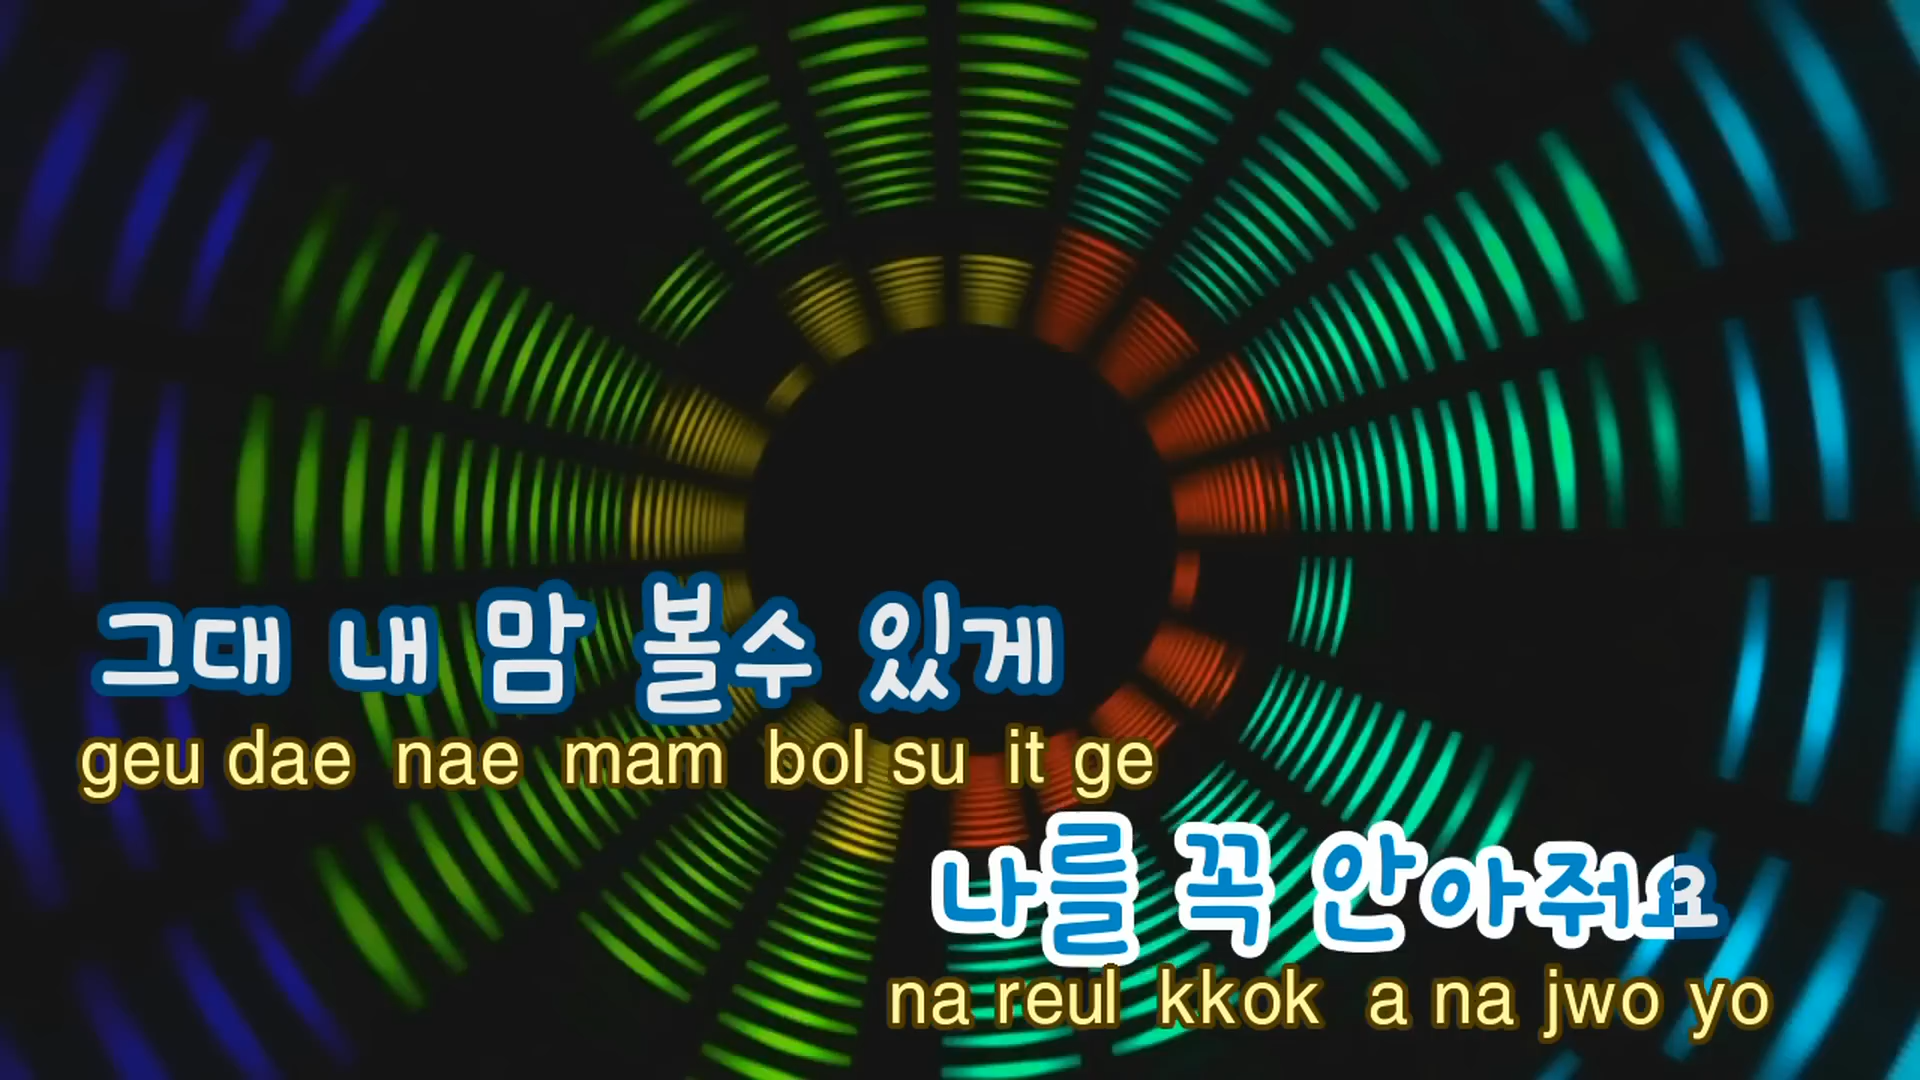 그대 내 맘 볼수 있게
geu dae nae mam bol su it ge
나를 꼭 안아줘요
na reul kkok a na jwo yo